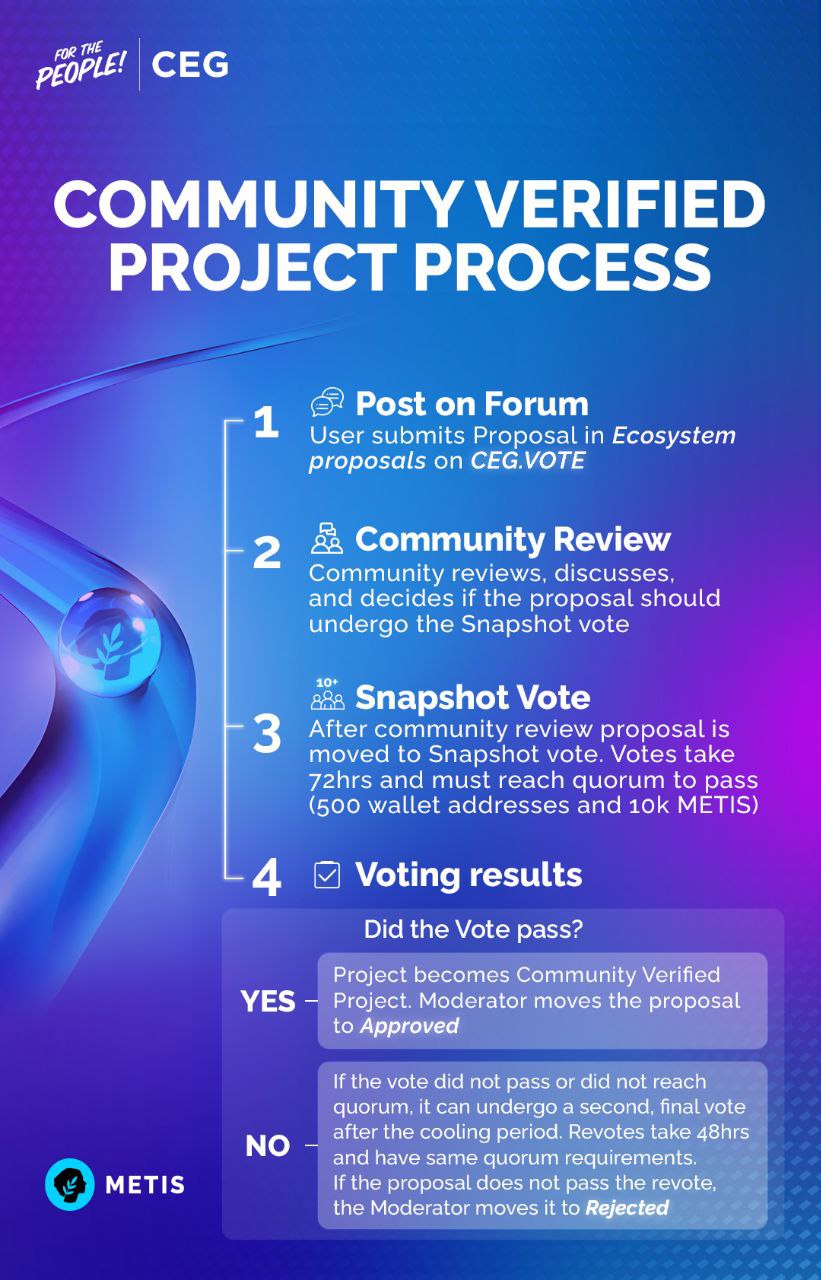 FOR THE
PEOPLE!
CEG
COMMUNITY VERIFIED
PROJECT PROCESS
1
Post on Forum
User submits Proposal in Ecosystem
proposals on CEG.VOTE
2
Community Review
Community reviews, discusses,
and decides if the proposal should
undergo the Snapshot vote
10+
3
Snapshot Vote
After community review proposal is
moved to Snapshot vote. Votes take
72hrs and must reach quorum to pass
(500 wallet addresses and 10k METIS)
4
Voting results
Did the Vote pass?
YES
Project becomes Community Verified
Project. Moderator moves the proposal
to Approved
NO
If the vote did not pass or did not reach
quorum, it can undergo a second, final vote
after the cooling period. Revotes take 48hrs
and have same quorum requirements.
If the proposal does not pass the revote,
the Moderator moves it to Rejected
METIS